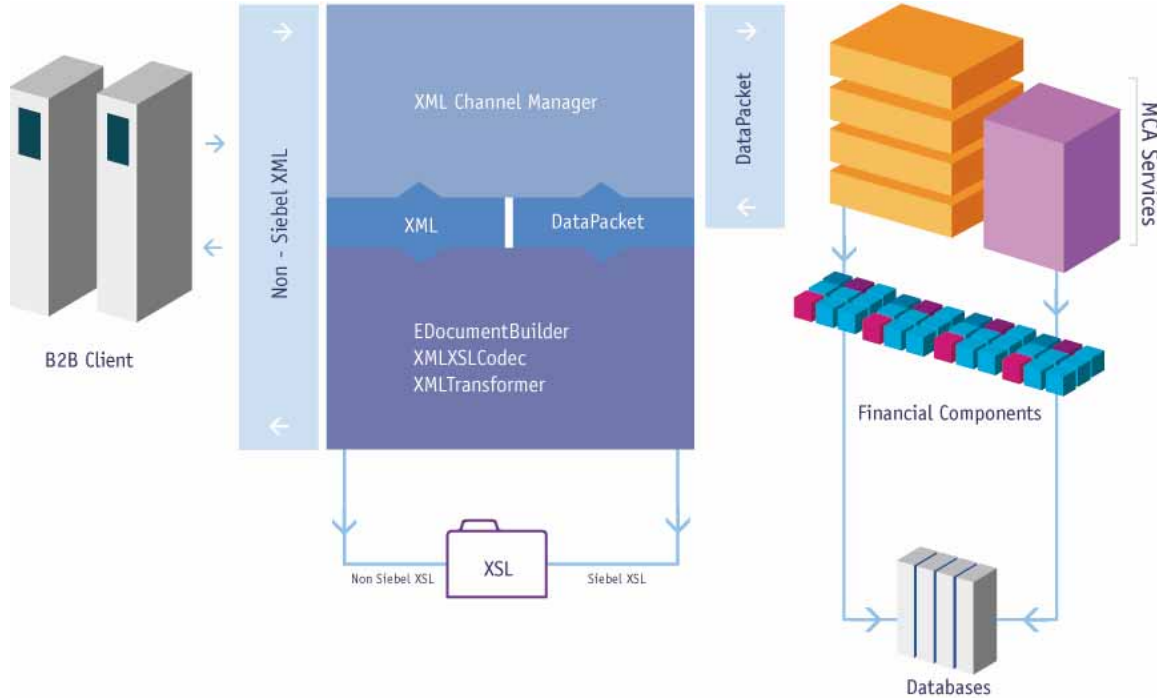 B2B Client
Non - Siebel XML
XML Channel Manager
XML
DataPacket
EDocumentBuilder
XMLXSLCodec
XMLTransformer
Non Siebel XSL
XSL
Siebel XSL
DataPacket
MCA Services
Financial Components
Databases